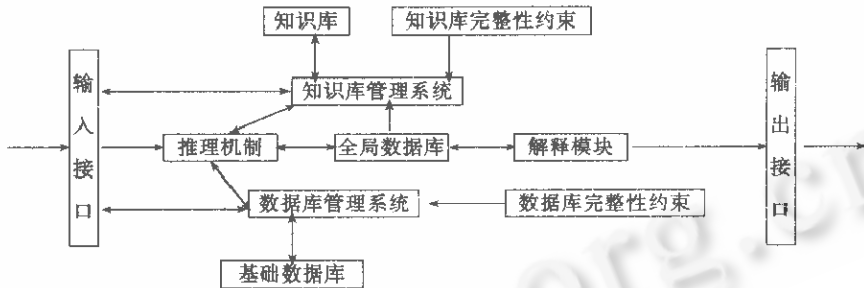 知识库
知识库完整性约束
输入接口
知识库管理系统
输出接口
推理机制
全局数据库
解释模块
数据库管理系统
数据库完整性约束
基础数据库
org.cn